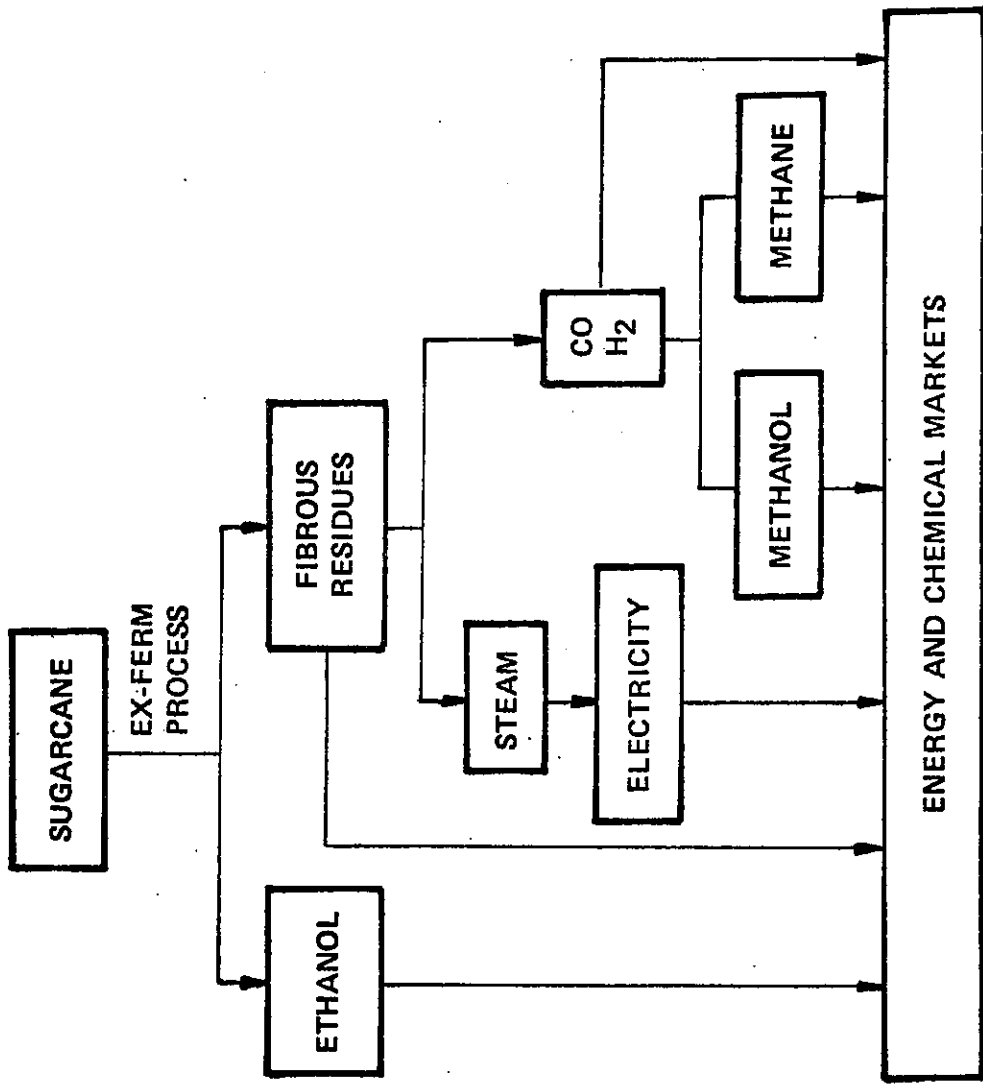 SUGARCANE
EX-FERM
PROCESS
ETHANOL
FIBROUS
RESIDUES
STEAM
ELECTRICITY
CO
H2
METHANOL
METHANE
ENERGY AND CHEMICAL MARKETS